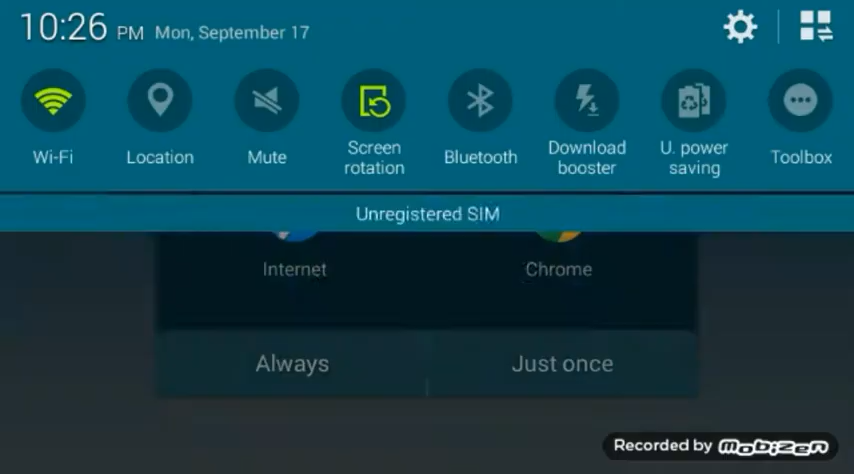 10:26 PM Mon, September 17
Wi-Fi
Location
Mute
Screen
rotation
Bluetooth
Download
booster
U. power
saving
Toolbox
Unregistered SIM
Internet
Chrome
Always
Just once
Recorded by mobizen